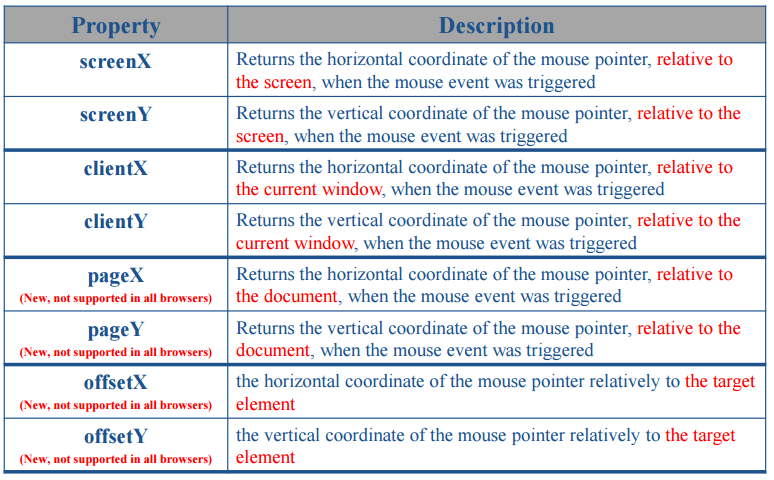 Property Description
screenX Returns the horizontal coordinate of the mouse pointer, relative to
the screen, when the mouse event was triggered
screenY Returns the vertical coordinate of the mouse pointer, relative to the
screen, when the mouse event was triggered
clientX Returns the horizontal coordinate of the mouse pointer, relative to
the current window, when the mouse event was triggered
clientY Returns the vertical coordinate of the mouse pointer, relative to the
current window, when the mouse event was triggered
pageX Returns the horizontal coordinate of the mouse pointer, relative to
(New, not supported in all browsers) the document, when the mouse event was triggered
pageY Returns the vertical coordinate of the mouse pointer, relative to the
(New, not supported in all browsers) document, when the mouse event was triggered
offsetX the horizontal coordinate of the mouse pointer relatively to the target
(New, not supported in all browsers) element
offsetY the vertical coordinate of the mouse pointer relatively to the target
(New, not supported in all browsers) element